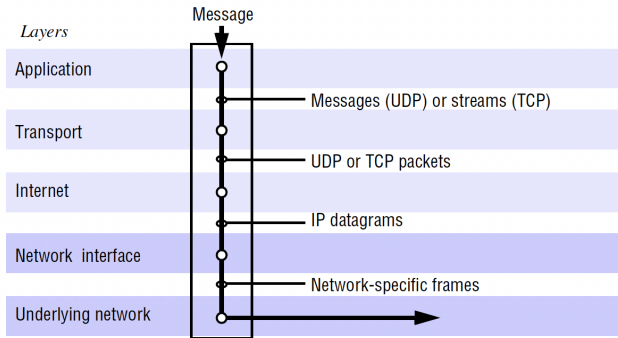 Message
Layers
Application
Messages (UDP) or streams (TCP)
Transport
UDP or TCP packets
Internet
IP datagrams
Network interface
Network-specific frames
Underlying network